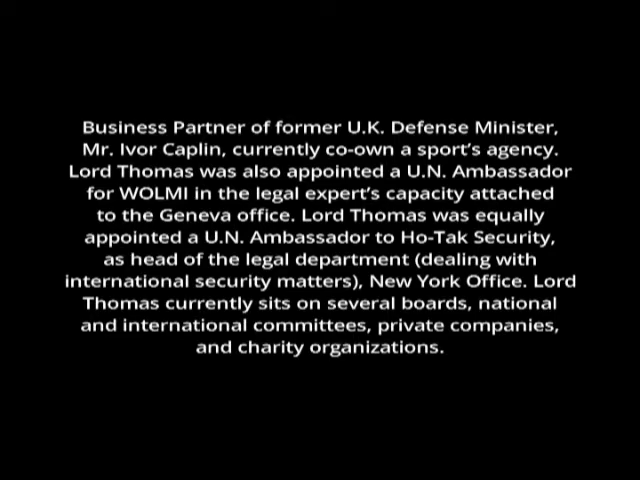 Business Partner of former U.K. Defense Minister,
Mr. Ivor Caplin, currently co-own a sport's agency.
Lord Thomas was also appointed a U.N. Ambassador
for WOLMI in the legal expert's capacity attached
to the Geneva office. Lord Thomas was equally
appointed a U.N. Ambassador to Ho-Tak Security,
as head of the legal department (dealing with
international security matters), New York Office. Lord
Thomas currently sits on several boards, national
and international committees, private companies,
and charity organizations.